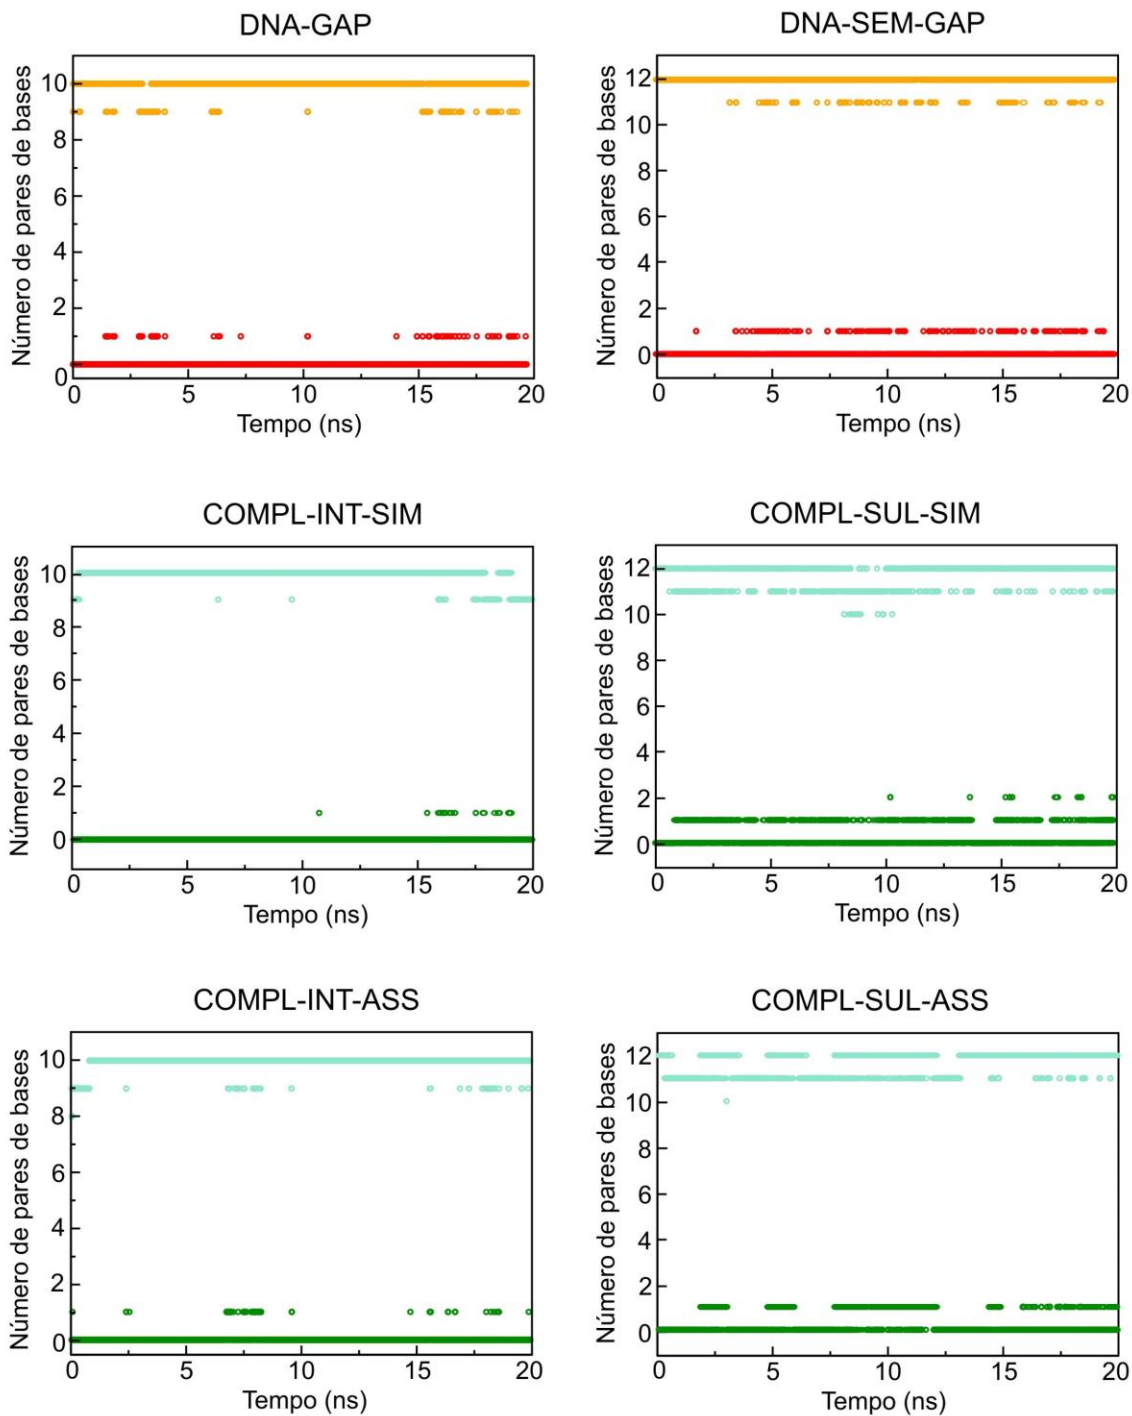 DNA-GAP
Número de pares de bases
10
8
6
4
2
0
0 5 10 15 20
Tempo (ns)
DNA-SEM-GAP
Número de pares de bases
12
10
8
6
4
2
0
0 5 10 15 20
Tempo (ns)
COMPL-INT-SIM
Número de pares de bases
10
8
6
4
2
0
0 5 10 15 20
Tempo (ns)
COMPL-SUL-SIM
Número de pares de bases
12
10
8
6
4
2
0
0 5 10 15 20
Tempo (ns)
COMPL-INT-ASS
Número de pares de bases
10
8
6
4
2
0
0 5 10 15 20
Tempo (ns)
COMPL-SUL-ASS
Número de pares de bases
12
10
8
6
4
2
0
0 5 10 15 20
Tempo (ns)